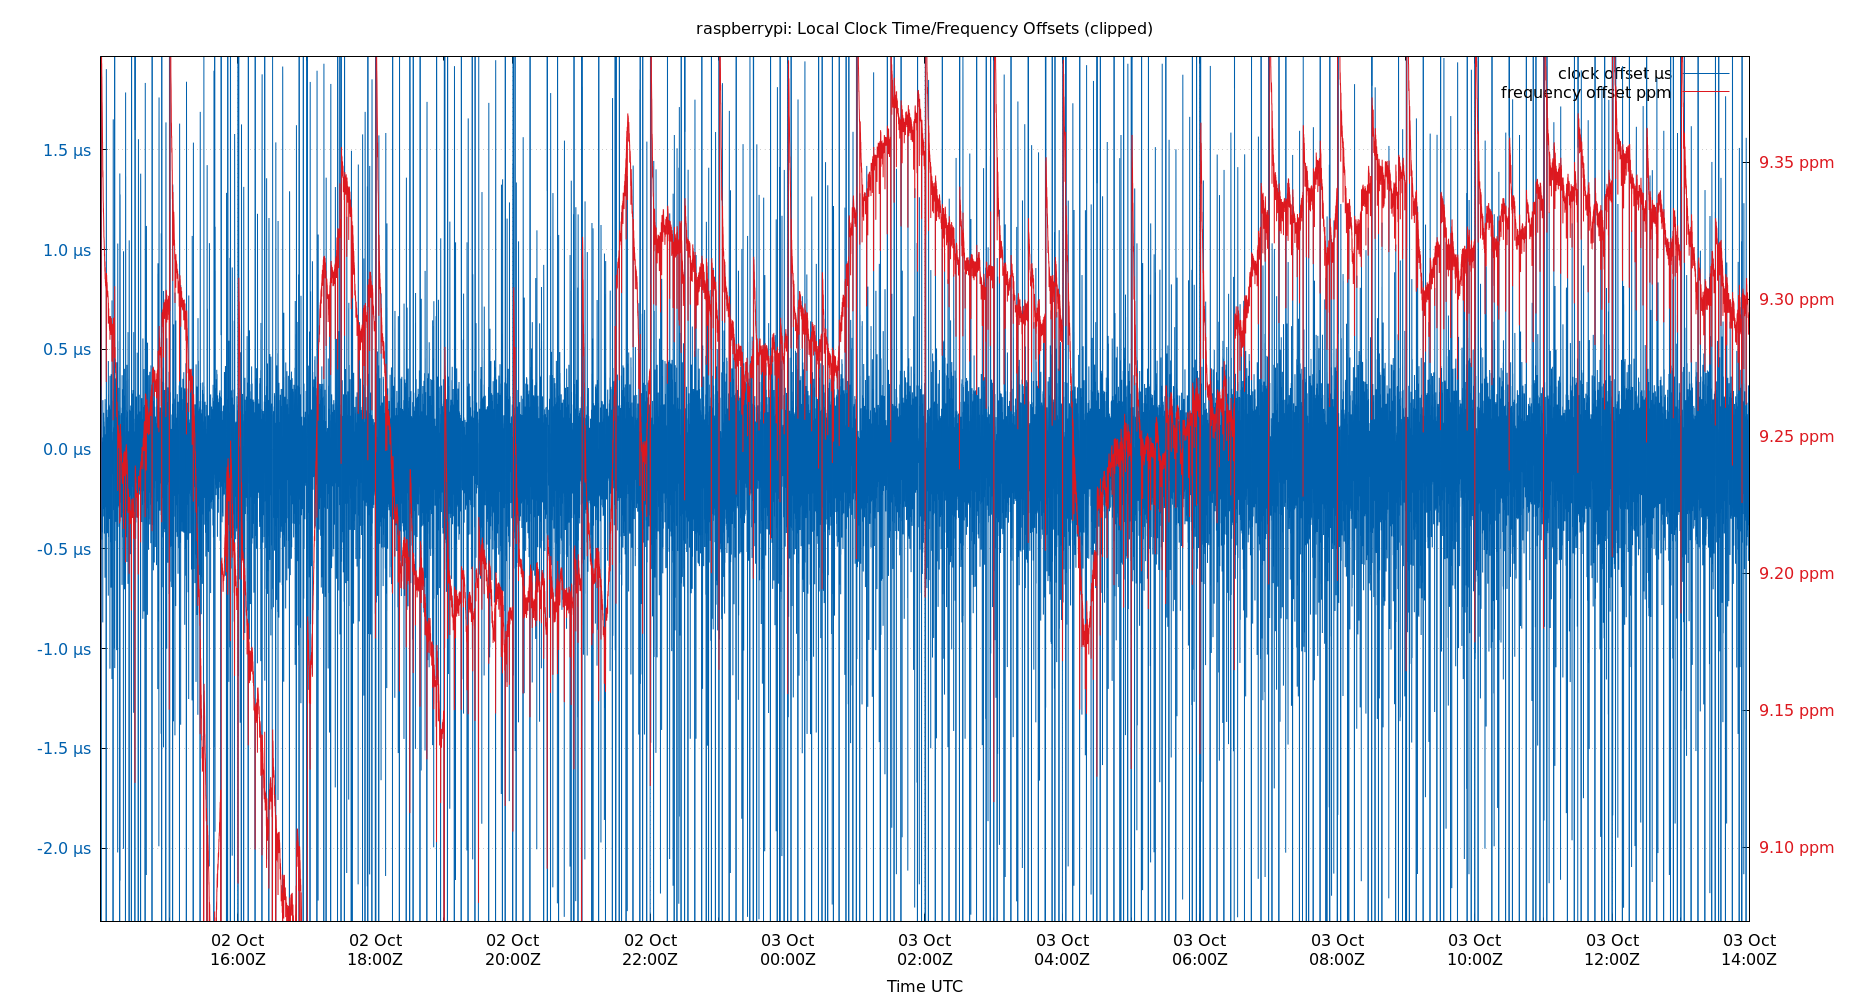 raspberrypi: Local Clock Time/Frequency Offsets (clipped)
clock offset µs
frequency offset ppm
1.5 µs
1.0 µs
0.5 µs
0.0 µs
-0.5 µs
-1.0 µs
-1.5 µs
-2.0 µs
9.35 ppm
9.30 ppm
9.25 ppm
9.20 ppm
9.15 ppm
9.10 ppm
02 Oct 02 Oct 02 Oct 02 Oct 03 Oct 03 Oct 03 Oct 03 Oct 03 Oct 03 Oct 03 Oct 03 Oct
16:00Z 18:00Z 20:00Z 22:00Z 00:00Z 02:00Z 04:00Z 06:00Z 08:00Z 10:00Z 12:00Z 14:00Z
Time UTC